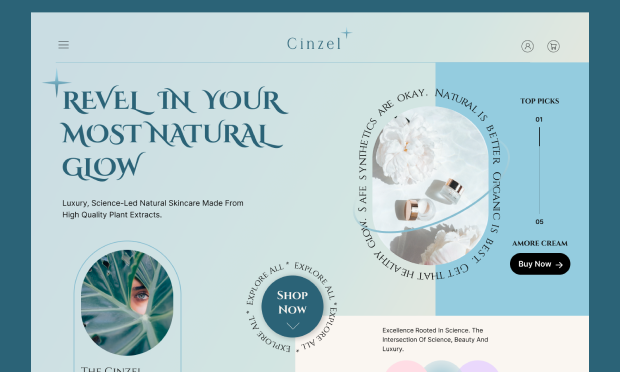 Cinzel
REVEL IN YOUR
MOST NATURAL
GLOW
Luxury, Science-Led Natural Skincare Made From
High Quality Plant Extracts.
NATURAL IS BETTER ORGANIC IS BEST. GET THAT HEALTHY GLOW. SAFE SYNTHETICS ARE OKAY.
TOP PICKS
01
05
AMORE CREAM
Buy Now →
EXPLORE ALL * EXPLORE ALL * EXPLORE ALL * EXPLORE ALL *
SHOP
NOW
Excellence Rooted In Science. The
Intersection Of Science, Beauty And
Luxury.
THE CINZEL